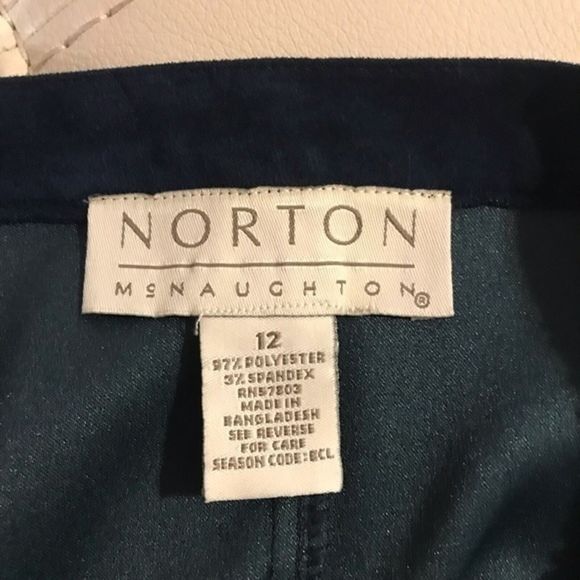 NORTON
McNAUGHTON®
12
97% POLYESTER
3% SPANDEX
RN57803
MADE IN
BANGLADESH
SEE REVERSE
FOR CARE
SEASON CODE:BCL